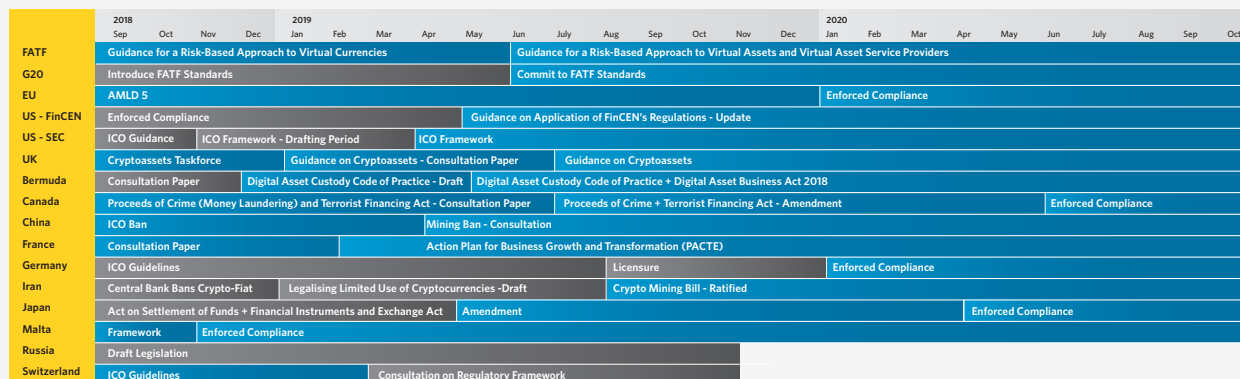 2018 2019 2020
Sep Oct Nov Dec Jan Feb Mar Apr May Jun July Aug Sep Oct Nov Dec Jan Feb Mar Apr May Jun July Aug Sep Oct
FATF Guidance for a Risk-Based Approach to Virtual Currencies Guidance for a Risk-Based Approach to Virtual Assets and Virtual Asset Service Providers
G20 Introduce FATF Standards Commit to FATF Standards
EU AMLD 5 Enforced Compliance
US - FinCEN Enforced Compliance Guidance on Application of FinCEN's Regulations - Update
US - SEC ICO Guidance ICO Framework - Drafting Period ICO Framework
UK Cryptoassets Taskforce Guidance on Cryptoassets - Consultation Paper Guidance on Cryptoassets
Bermuda Consultation Paper Digital Asset Custody Code of Practice - Draft Digital Asset Custody Code of Practice + Digital Asset Business Act 2018
Canada Proceeds of Crime (Money Laundering) and Terrorist Financing Act - Consultation Paper Proceeds of Crime + Terrorist Financing Act - Amendment Enforced Compliance
China ICO Ban Mining Ban - Consultation
France Consultation Paper Action Plan for Business Growth and Transformation (PACTE)
Germany ICO Guidelines Licensure Enforced Compliance
Iran Central Bank Bans Crypto-Fiat Legalising Limited Use of Cryptocurrencies -Draft Crypto Mining Bill - Ratified
Japan Act on Settlement of Funds + Financial Instruments and Exchange Act Amendment Enforced Compliance
Malta Framework Enforced Compliance
Russia Draft Legislation
Switzerland ICO Guidelines Consultation on Regulatory Framework